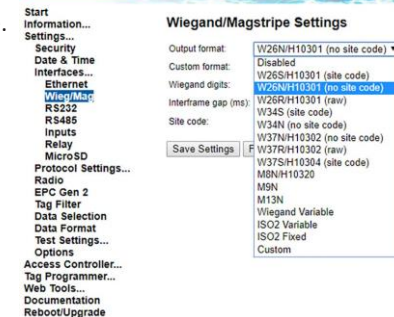 Start
Information...
Settings...
Security
Date & Time
Interfaces...
Ethernet
Wieg/Mag
RS232
RS485
Inputs
Relay
MicroSD
Protocol Settings...
Radio
EPC Gen 2
Tag Filter
Data Selection
Data Format
Test Settings...
Options
Access Controller...
Tag Programmer...
Web Tools...
Documentation
Reboot/Upgrade
Wiegand/Magstripe Settings
Output format: W26N/H10301 (no site code)
Custom format:
Wiegand digits:
Interframe gap (ms):
Site code:
Save Settings F
Disabled
W26S/H10301 (site code)
W26N/H10301 (no site code)
W26R/H10301 (raw)
W34S (site code)
W34N (no site code)
W37N/H10302 (no site code)
W37R/H10302 (raw)
W37S/H10304 (site code)
M8N/H10320
M9N
M13N
Wiegand Variable
ISO2 Variable
ISO2 Fixed
Custom